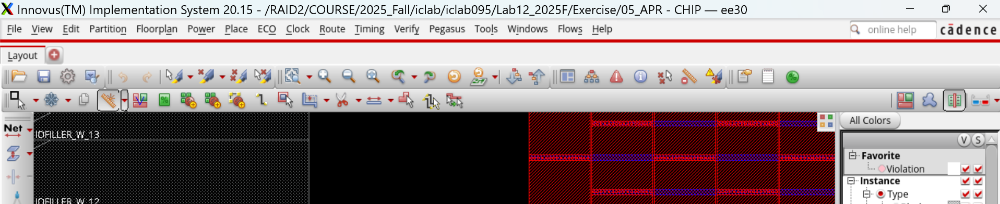 Innovus(TM) Implementation System 20.15 - /RAID2/COURSE/2025_Fall/iclab/iclab095/Lab12_2025F/Exercise/05_APR - CHIP — ee30
File View Edit Partition Floorplan Power Place ECO Clock Route Timing Verify Pegasus Tools Windows Flows Help online help cādence
Layout
Net
IOFILLER_W_13
IOFILLER_W_12
All Colors
V S
Favorite
Violation
Instance
Type